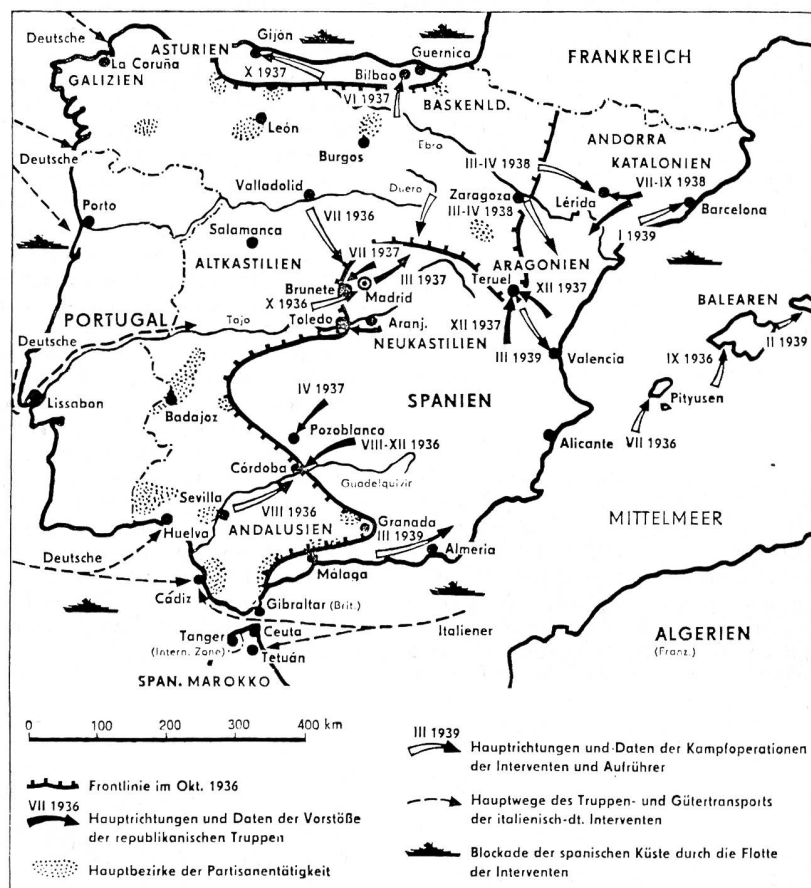 Deutsche
Gijón
ASTURIEN
La Coruña
GALIZIEN
X 1937
Guernica
Bilbao
VI 1937
BASKENLD.
FRANKREICH
León
Burgos
Ebro
ANDORRA
KATALONIEN
III-IV 1938
VII-IX 1938
Deutsche
Valladolid
Duero
Zaragoza
III-IV 1938
Lérida
Barcelona
I 1939
Porto
VII 1936
Salamanca
ALTKASTILIEN
VII 1937
III 1937
ARAGONIEN
Brunete
Madrid
X 1936
Teruel
XII 1937
BALEAREN
II 1939
PORTUGAL
Tajo
Toledo
Aranj.
NEUKASTILIEN
XII 1937
III 1939
Valencia
IX 1936
Deutsche
Lissabon
Badajoz
IV 1937
SPANIEN
Pityusen
VII 1936
Pozoblanco
VIII-XII 1936
Alicante
Córdoba
Guadelquivir
Sevilla
VIII 1936
ANDALUSIEN
Huelva
Granada
III 1939
MITTELMEER
Deutsche
Almeria
Málaga
Cádiz
Gibraltar (Brit.)
Ceuta
Italiener
Tanger
(Intern. Zone)
Tetuán
ALGERIEN
(Franz.)
SPAN. MAROKKO
0 100 200 300 400 km
Frontlinie im Okt. 1936
VII 1936
Hauptrichtungen und Daten der Vorstöße
der republikanischen Truppen
Hauptbezirke der Partisanentätigkeit
III 1939
Hauptrichtungen und Daten der Kampfoperationen
der Interventen und Aufrührer
Hauptwege des Truppen- und Gütertransports
der italienisch-dt. Interventen
Blockade der spanischen Küste durch die Flotte
der Interventen